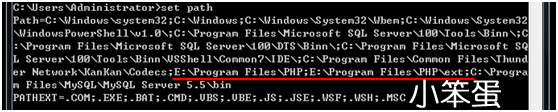 C:\Users\Administrator>set path
Path=C:\Windows\system32;C:\Windows;C:\Windows\System32\Wbem;C:\Windows\System32
\WindowsPowerShell\v1.0\;C:\Program Files\Microsoft SQL Server\100\Tools\Binn\;C
:\Program Files\Microsoft SQL Server\100\DTS\Binn\;C:\Program Files\Microsoft SQ
L Server\100\Tools\Binn\VSShell\Common7\IDE\;C:\Program Files\Common Files\Thund
er Network\KanKan\Codecs;E:\Program Files\PHP;E:\Program Files\PHP\ext;C:\Progra
m Files\MySQL\MySQL Server 5.5\bin
PATHEXT=.COM;.EXE;.BAT;.CMD;.VBS;.VBE;.JS;.JSE;.WSF;.WSH;.MSC
小笨蛋